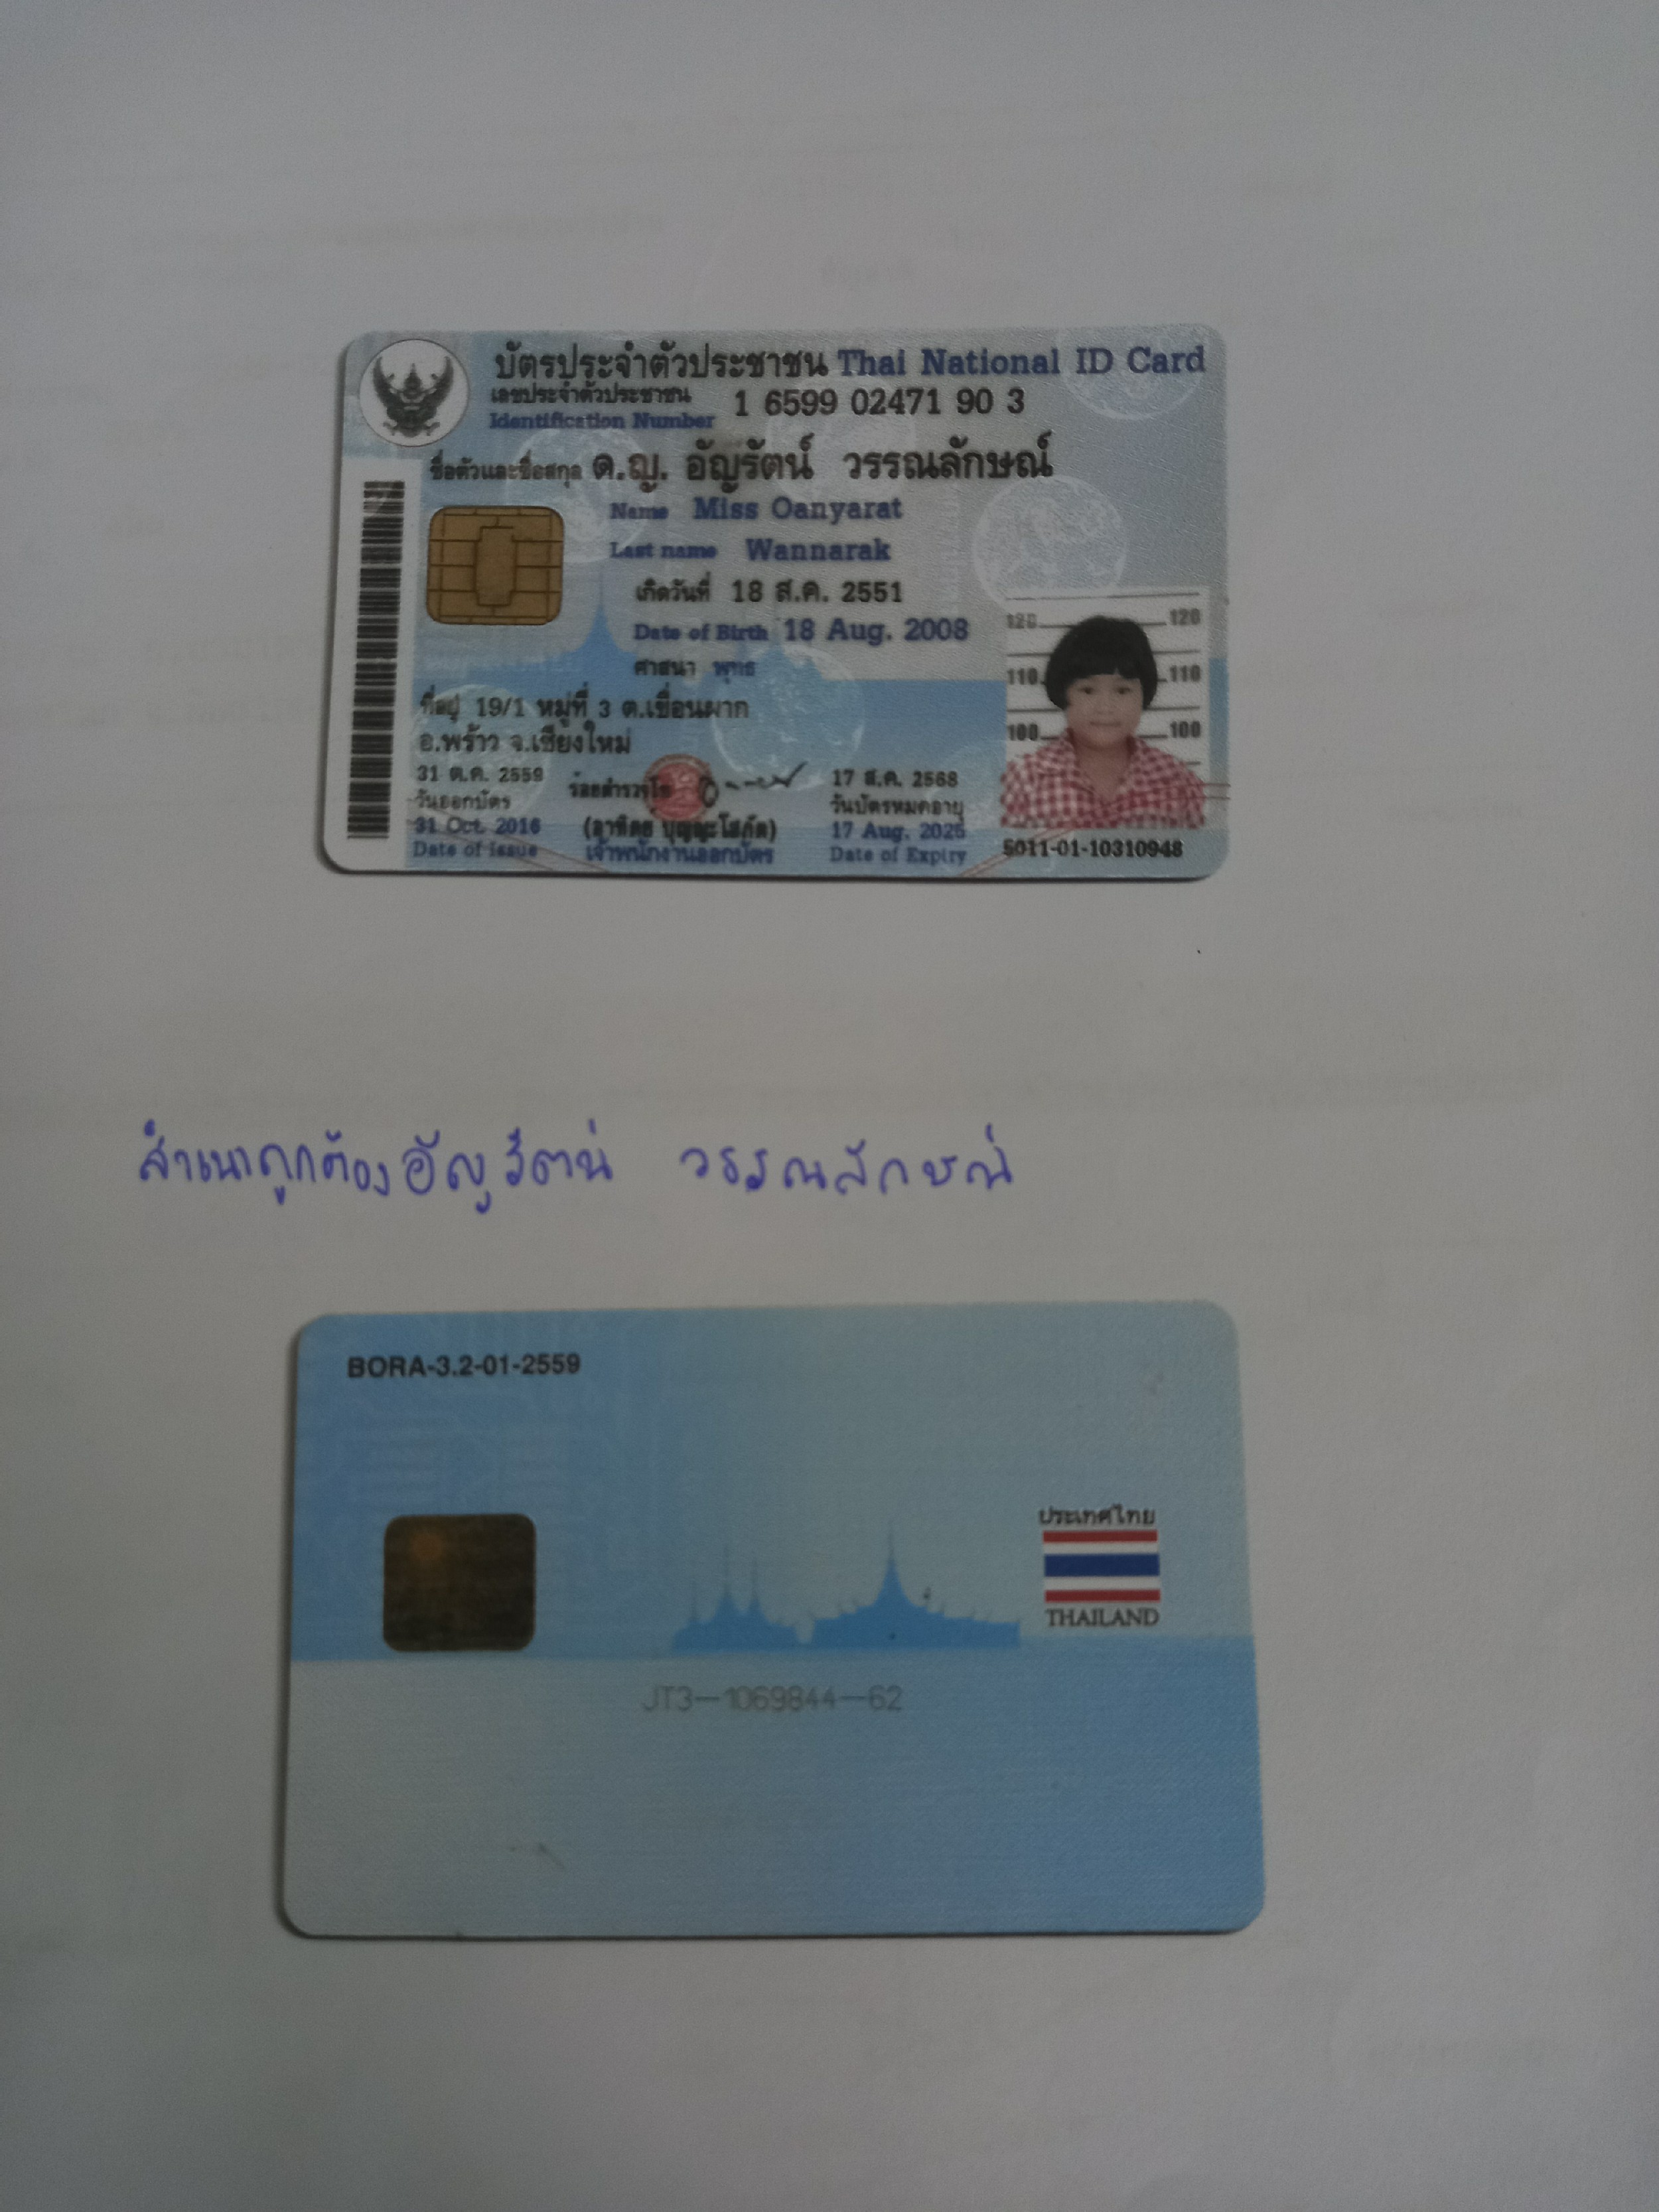 บัตรประจำตัวประชาชน Thai National ID Card
เลขประจำตัวประชาชน 1 6599 02471 90 3
Identification Number
ชื่อตัวและชื่อสกุล ด.ญ. อัญรัตน์ วรรณลักษณ์
Name Miss Oanyarat
Last name Wannarak
เกิดวันที่ 18 ส.ค. 2551
Date of Birth 18 Aug. 2008
ศาสนา พุทธ
ที่อยู่ 19/1 หมู่ที่ 3 ต.เขื่อนผาก
อ.พร้าว จ.เชียงใหม่
31 ต.ค. 2559
วันออกบัตร
31 Oct. 2016
Date of Issue
ร้อยตำรวจโท
(อาทิตย์ บุญญะโสภัต)
เจ้าพนักงานออกบัตร
17 ส.ค. 2568
วันบัตรหมดอายุ
17 Aug. 2025
Date of Expiry
120 120
110 110
100 100
5011-01-10310948
สำเนาถูกต้อง อัญรัตน์ วรรณลักษณ์
BORA-3.2-01-2559
ประเทศไทย
THAILAND
JT3-1069844-62